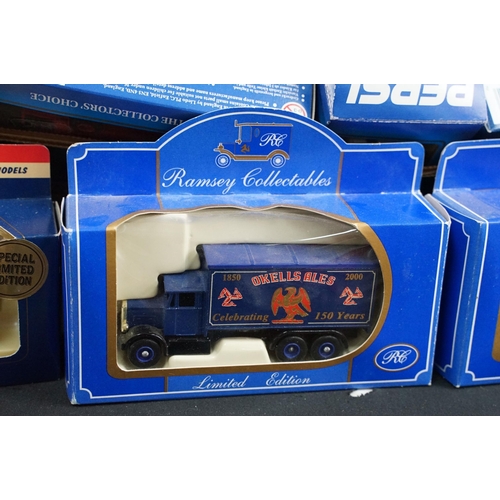 THE COLLECTORS' CHOICE
PEPSI
MODELS
SPECIAL
LIMITED
EDITION
RC
Ramsey Collectables
1850 OKELLS ALES 2000
Celebrating 150 Years
Limited Edition
RC